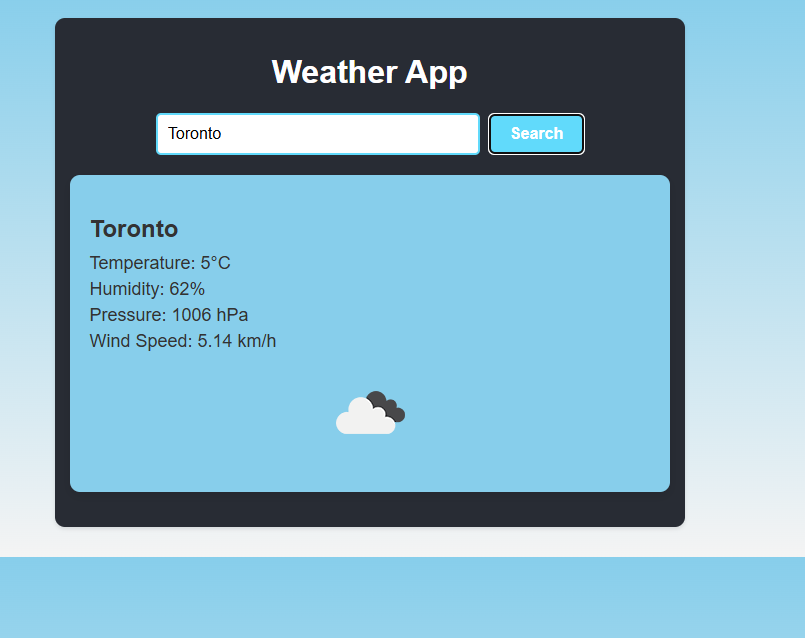 Weather App
Toronto
Search
Toronto
Temperature: 5°C
Humidity: 62%
Pressure: 1006 hPa
Wind Speed: 5.14 km/h